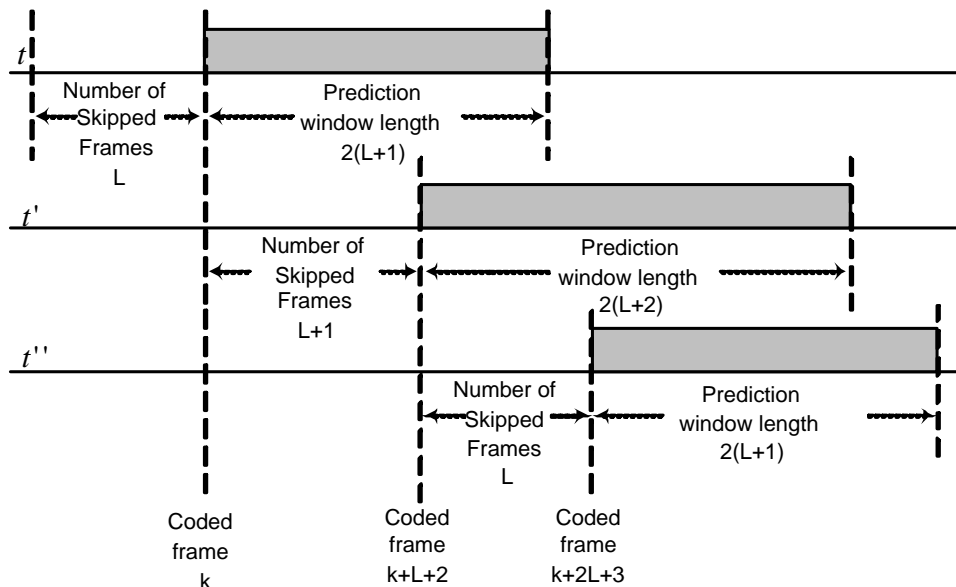 t
Number of
Skipped
Frames
L
Prediction
window length
2(L+1)
t'
Number of
Skipped
Frames
L+1
Prediction
window length
2(L+2)
t''
Number of
Skipped
Frames
L
Prediction
window length
2(L+1)
Coded
frame
k
Coded
frame
k+L+2
Coded
frame
k+2L+3